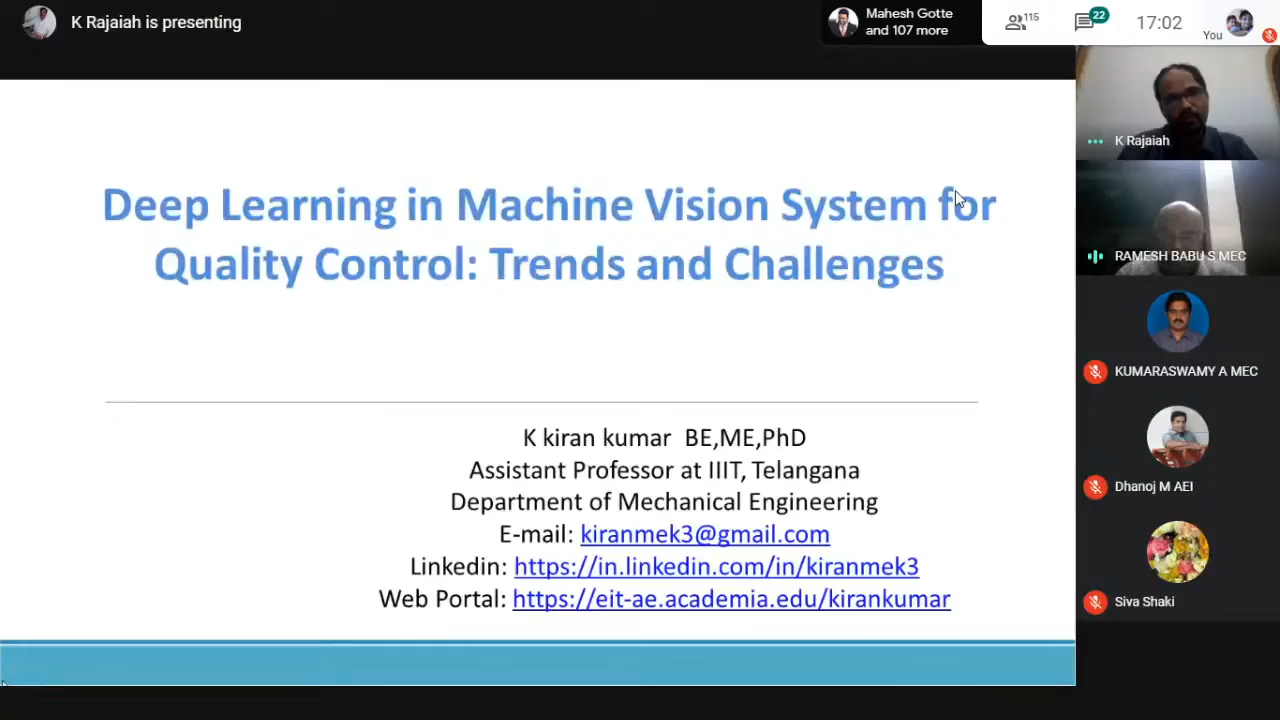 K Rajaiah is presenting
Mahesh Gotte
and 107 more
115
22
17:02
You
Deep Learning in Machine Vision System for
Quality Control: Trends and Challenges
K kiran kumar BE,ME,PhD
Assistant Professor at IIIT, Telangana
Department of Mechanical Engineering
E-mail: kiranmek3@gmail.com
Linkedin: https://in.linkedin.com/in/kiranmek3
Web Portal: https://eit-ae.academia.edu/kirankumar
K Rajaiah
RAMESH BABU S MEC
KUMARASWAMY A MEC
Dhanoj M AEI
Siva Shaki